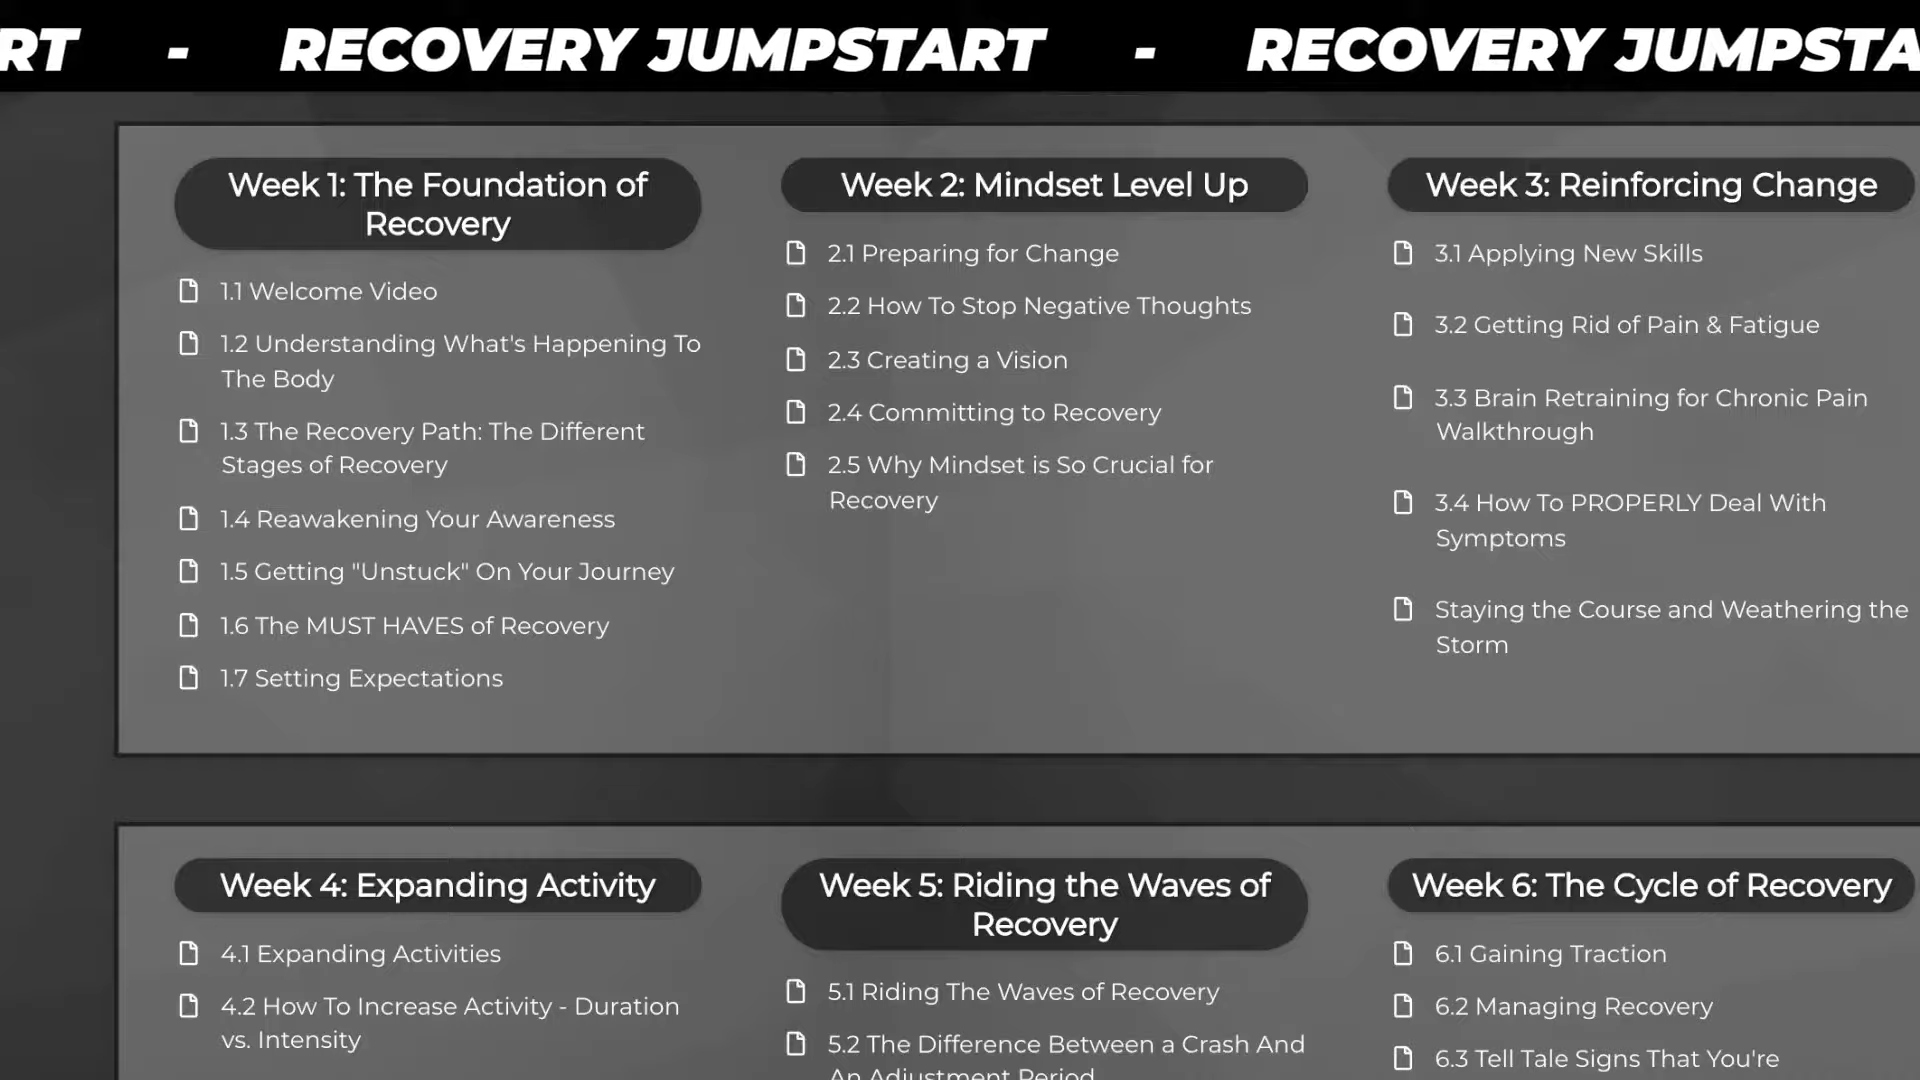 RT - RECOVERY JUMPSTART - RECOVERY JUMPSTA
Week 1: The Foundation of
Recovery
1.1 Welcome Video
1.2 Understanding What's Happening To
The Body
1.3 The Recovery Path: The Different
Stages of Recovery
1.4 Reawakening Your Awareness
1.5 Getting "Unstuck" On Your Journey
1.6 The MUST HAVES of Recovery
1.7 Setting Expectations
Week 2: Mindset Level Up
2.1 Preparing for Change
2.2 How To Stop Negative Thoughts
2.3 Creating a Vision
2.4 Committing to Recovery
2.5 Why Mindset is So Crucial for
Recovery
Week 3: Reinforcing Change
3.1 Applying New Skills
3.2 Getting Rid of Pain & Fatigue
3.3 Brain Retraining for Chronic Pain
Walkthrough
3.4 How To PROPERLY Deal With
Symptoms
Staying the Course and Weathering the
Storm
Week 4: Expanding Activity
4.1 Expanding Activities
4.2 How To Increase Activity - Duration
vs. Intensity
Week 5: Riding the Waves of
Recovery
5.1 Riding The Waves of Recovery
5.2 The Difference Between a Crash And
An Adjustment Period
Week 6: The Cycle of Recovery
6.1 Gaining Traction
6.2 Managing Recovery
6.3 Tell Tale Signs That You're